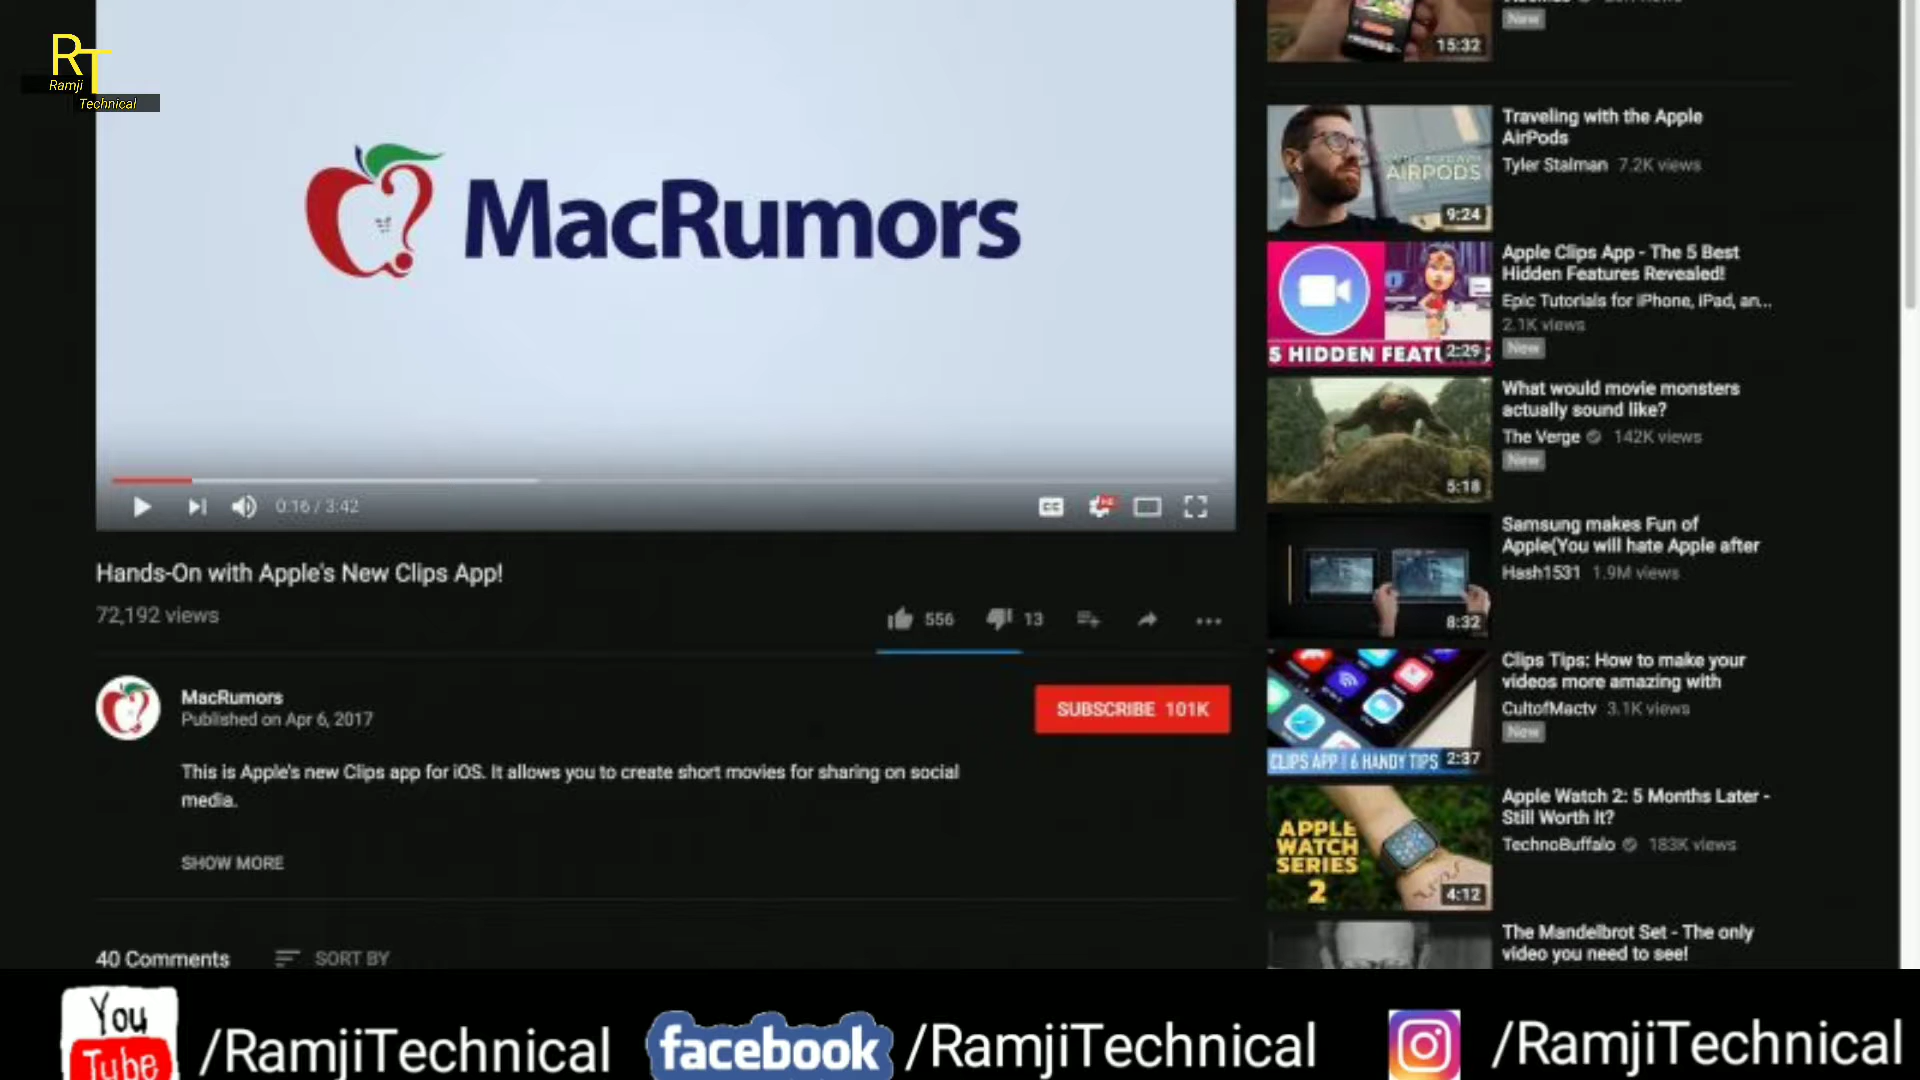 RT
Ramji
Technical
MacRumors
0:16 / 3:42
CC
HD
Hands-On with Apple's New Clips App!
72,192 views
556
13
MacRumors
Published on Apr 6, 2017
SUBSCRIBE 101K
This is Apple's new Clips app for iOS. It allows you to create short movies for sharing on social
media.
SHOW MORE
40 Comments
SORT BY
New
15:32
Traveling with the Apple
AirPods
Tyler Stalman 7.2K views
AIRPODS
9:24
Apple Clips App - The 5 Best
Hidden Features Revealed!
Epic Tutorials for iPhone, iPad, an...
2.1K views
New
5 HIDDEN FEATU
2:29
What would movie monsters
actually sound like?
The Verge 142K views
New
5:18
Samsung makes Fun of
Apple(You will hate Apple after
Hash1531 1.9M views
8:32
Clips Tips: How to make your
videos more amazing with
CultofMactv 3.1K views
New
CLIPS APP | 6 HANDY TIPS
2:37
Apple Watch 2: 5 Months Later -
Still Worth It?
TechnoBuffalo 183K views
APPLE
WATCH
SERIES
2
4:12
The Mandelbrot Set - The only
video you need to see!
You
Tube
/RamjiTechnical
facebook
/RamjiTechnical
/RamjiTechnical